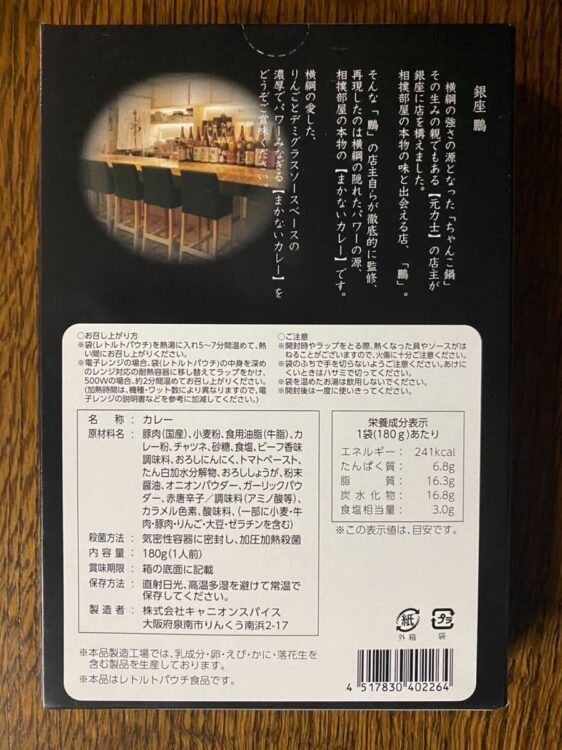 銀座 鵬
横綱の強さの源となった「ちゃんこ鍋」
その生みの親でもある【元力士】の店主が
銀座に店を構えました。
相撲部屋の本物の味と出会える店、「鵬」。
そんな「鵬」の店主自らが徹底的に監修、
再現したのは横綱の隠れたパワーの源、
相撲部屋の本物の【まかないカレー】です。
横綱の愛した、
りんごとデミグラスソースベースの
濃厚でパワーみなぎる【まかないカレー】を
どうぞご賞味ください。
○お召し上がり方
※袋(レトルトパウチ)を熱湯に入れ5〜7分間温めて、熱
い間にお召し上がりください。
※電子レンジの場合、袋(レトルトパウチ)の中身を深め
のレンジ対応の耐熱容器に移し替えてラップをかけ、
500Wの場合、約2分間温めてお召し上がりください。
(加熱時間は、機種・ワット数により異なりますので、電
子レンジの説明書などを参考に加減してください。)
○ご注意
※開封時やラップをとる際、熱くなった具やソースがは
ねることがございますので、火傷に十分ご注意ください。
※袋のふちで手を切らないようご注意ください。あけに
くいときはハサミで切ってください。
※袋を温めたお湯は飲用しないでください。
※開封後は一度に使いきってください。
名称:カレー
原材料名:豚肉(国産)、小麦粉、食用油脂(牛脂)、カ
レー粉、チャツネ、砂糖、食塩、ビーフ香味
調味料、おろしにんにく、トマトペースト、
たん白加水分解物、おろししょうが、粉末
醤油、オニオンパウダー、ガーリックパウ
ダー、赤唐辛子/調味料(アミノ酸等)、
カラメル色素、酸味料、(一部に小麦・牛
肉・豚肉・りんご・大豆・ゼラチンを含む)
殺菌方法:気密性容器に密封し、加圧加熱殺菌
内容量:180g(1人前)
賞味期限:箱の底面に記載
保存方法:直射日光、高温多湿を避けて常温で
保存してください。
製造者:株式会社キャニオンスパイス
大阪府泉南市りんくう南浜2-17
栄養成分表示
1袋(180g)あたり
エネルギー:241kcal
たんぱく質:6.8g
脂質:16.3g
炭水化物:16.8g
食塩相当量:3.0g
※この表示値は、目安です。
※本品製造工場では、乳成分・卵・えび・かに・落花生を
含む製品を生産しております。
※本品はレトルトパウチ食品です。
紙
外箱
プラ
袋
4 517830 402264